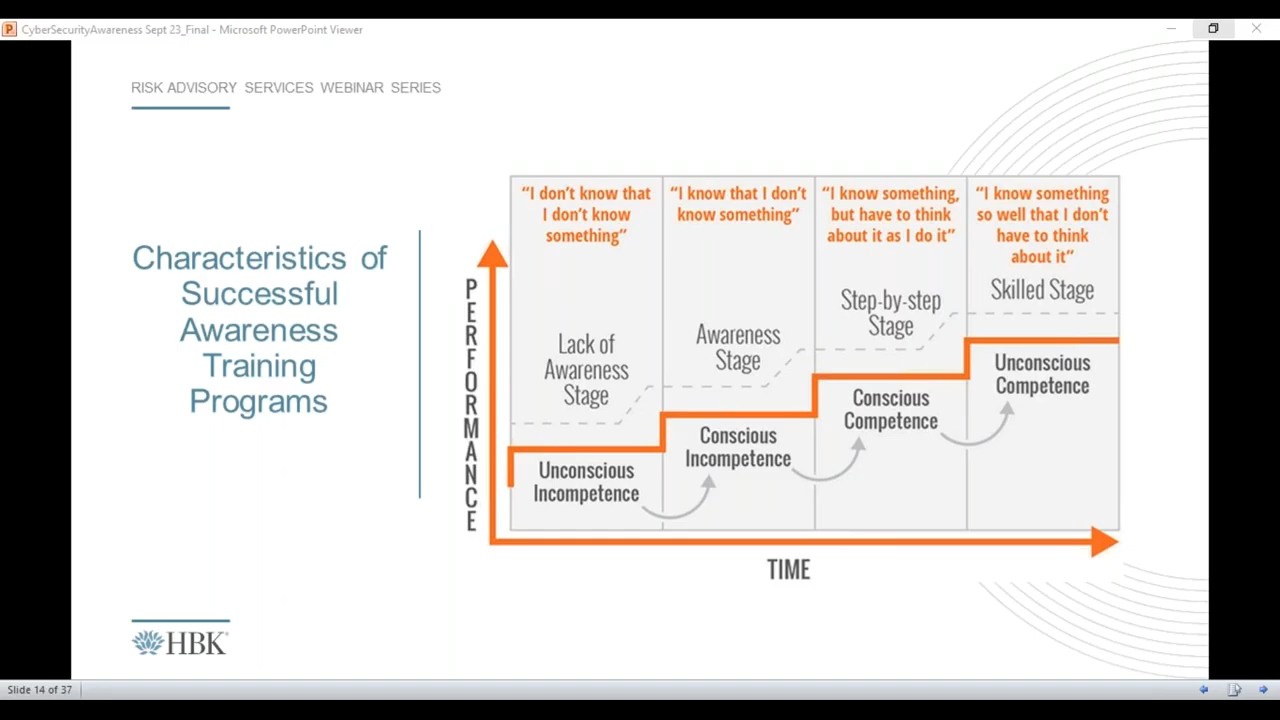 CyberSecurityAwareness Sept 23_Final - Microsoft PowerPoint Viewer
RISK ADVISORY SERVICES WEBINAR SERIES
Characteristics of
Successful
Awareness
Training
Programs
PERFORMANCE
“I don’t know that
I don’t know
something”
Lack of
Awareness
Stage
Unconscious
Incompetence
“I know that I don’t
know something”
Awareness
Stage
Conscious
Incompetence
“I know something,
but have to think
about it as I do it”
Step-by-step
Stage
Conscious
Competence
“I know something
so well that I don’t
have to think
about it”
Skilled Stage
Unconscious
Competence
TIME
HBK®
Slide 14 of 37